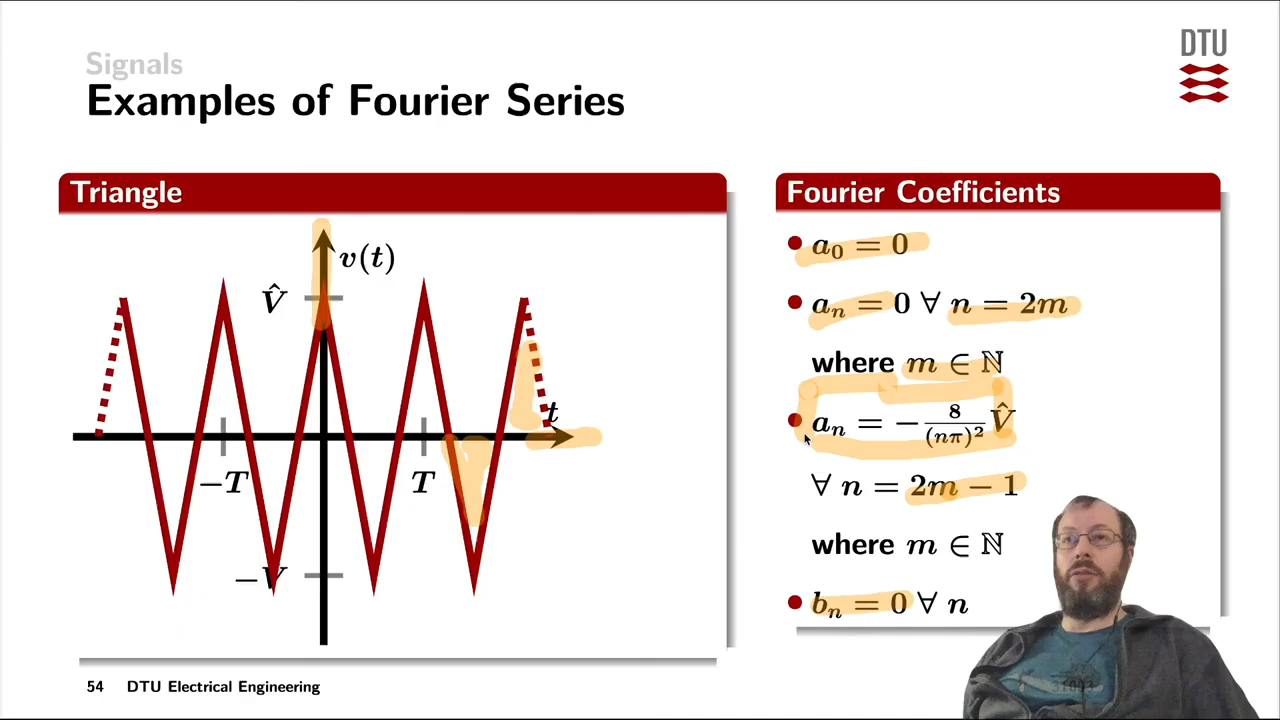 Signals
Examples of Fourier Series
DTU
Triangle
v(t)
V̂
−T
T
t
−V̂
Fourier Coefficients
• a₀ = 0
• aₙ = 0 ∀ n = 2m
where m ∈ ℕ
• aₙ = − 8/(nπ)² V̂
∀ n = 2m − 1
where m ∈ ℕ
• bₙ = 0 ∀ n
54 DTU Electrical Engineering